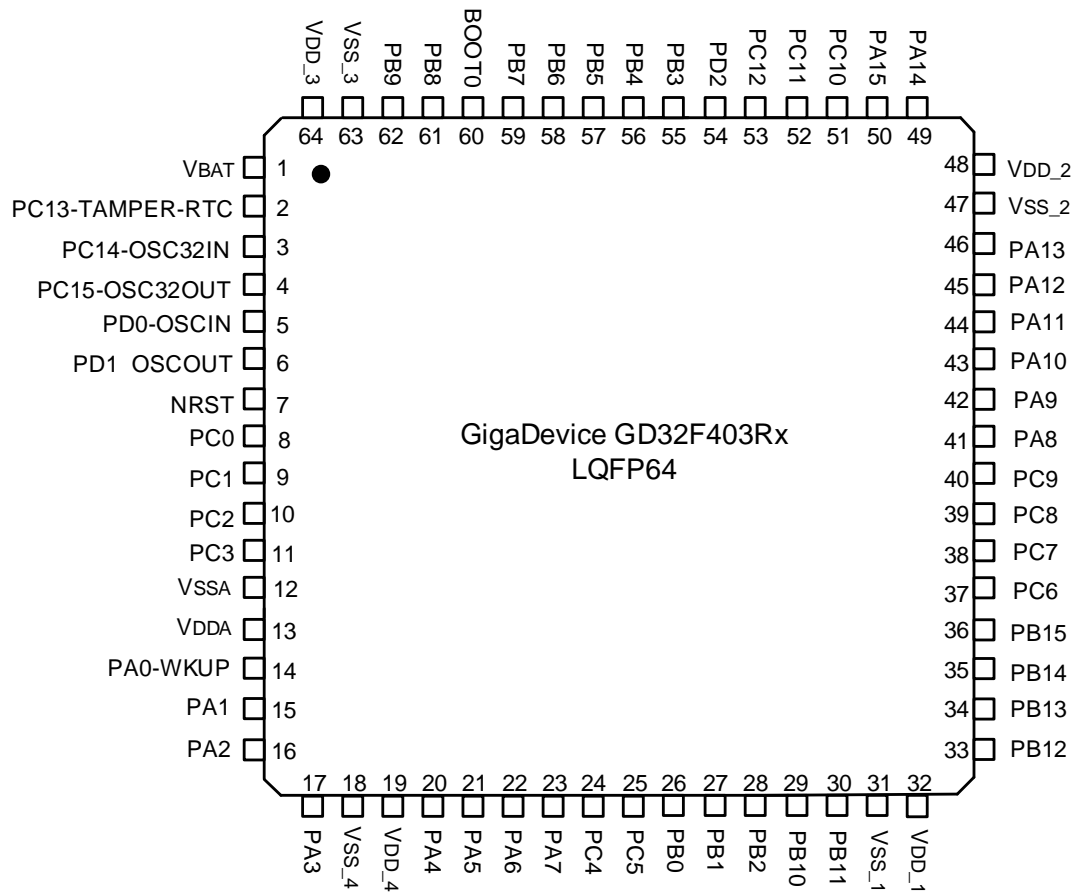 VDD_3
VSS_3
PB9
PB8
BOOT0
PB7
PB6
PB5
PB4
PB3
PD2
PC12
PC11
PC10
PA15
PA14
64 63 62 61 60 59 58 57 56 55 54 53 52 51 50 49
VBAT 1
PC13-TAMPER-RTC 2
PC14-OSC32IN 3
PC15-OSC32OUT 4
PD0-OSCIN 5
PD1 OSCOUT 6
NRST 7
PC0 8
PC1 9
PC2 10
PC3 11
VSSA 12
VDDA 13
PA0-WKUP 14
PA1 15
PA2 16
GigaDevice GD32F403Rx
LQFP64
48 VDD_2
47 VSS_2
46 PA13
45 PA12
44 PA11
43 PA10
42 PA9
41 PA8
40 PC9
39 PC8
38 PC7
37 PC6
36 PB15
35 PB14
34 PB13
33 PB12
17 18 19 20 21 22 23 24 25 26 27 28 29 30 31 32
PA3
VSS_4
VDD_4
PA4
PA5
PA6
PA7
PC4
PC5
PB0
PB1
PB2
PB10
PB11
VSS_1
VDD_1